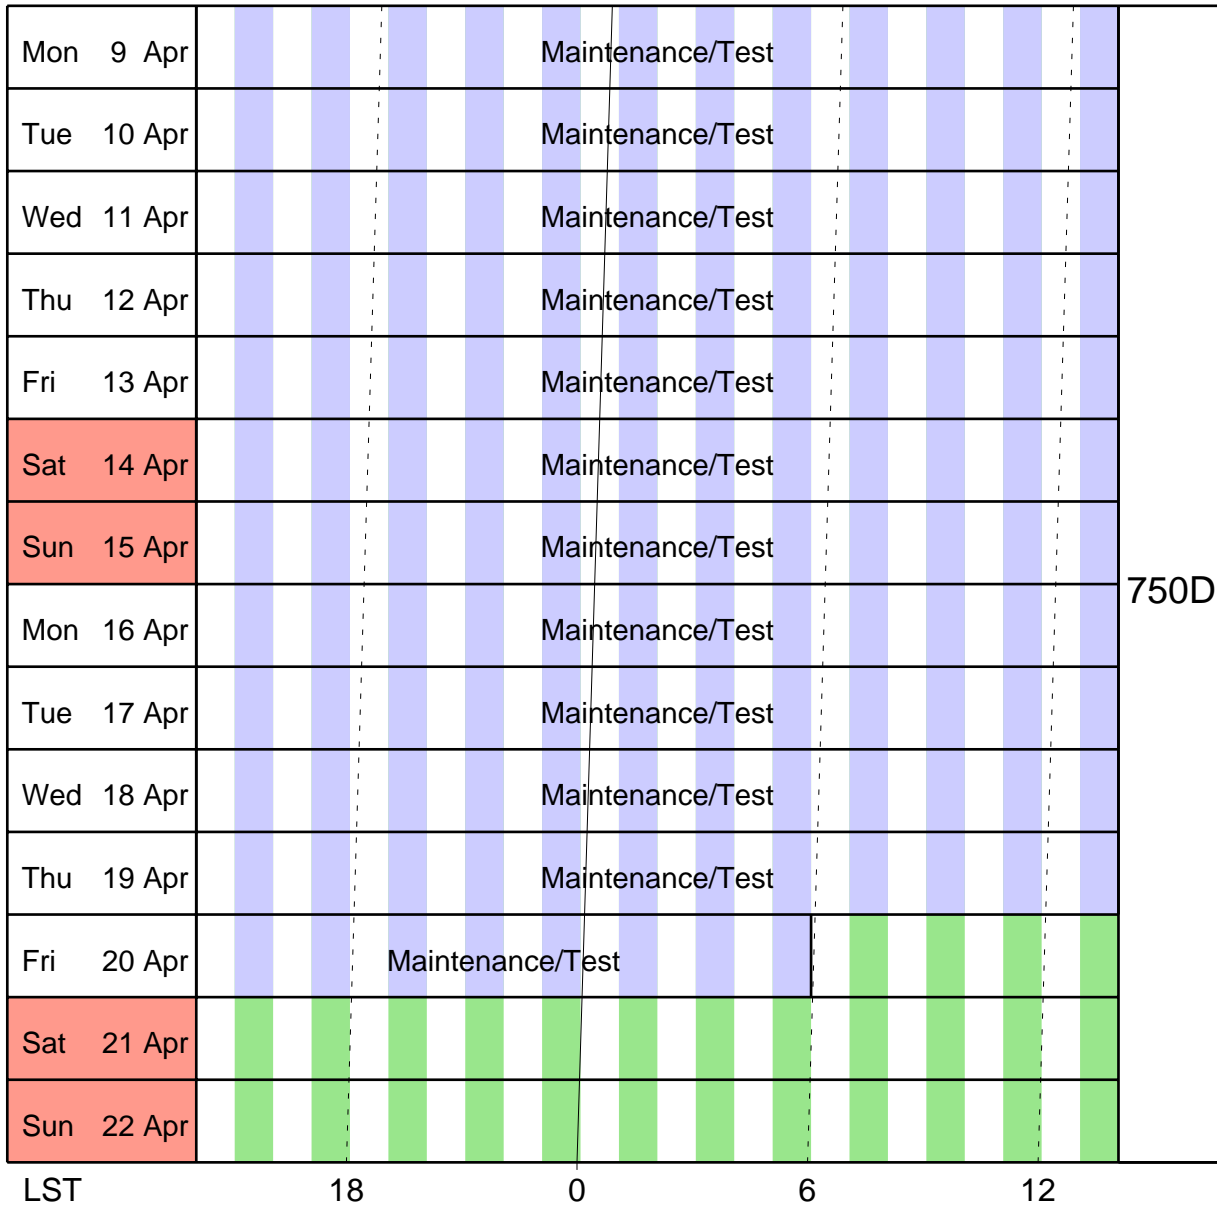 Mon 9 Apr Maintenance/Test
Tue 10 Apr Maintenance/Test
Wed 11 Apr Maintenance/Test
Thu 12 Apr Maintenance/Test
Fri 13 Apr Maintenance/Test
Sat 14 Apr Maintenance/Test
Sun 15 Apr Maintenance/Test
750D
Mon 16 Apr Maintenance/Test
Tue 17 Apr Maintenance/Test
Wed 18 Apr Maintenance/Test
Thu 19 Apr Maintenance/Test
Fri 20 Apr Maintenance/Test
Sat 21 Apr
Sun 22 Apr
LST 18 0 6 12